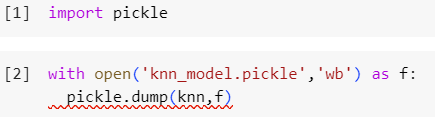 [1] import pickle
[2] with open('knn_model.pickle','wb') as f:
pickle.dump(knn,f)